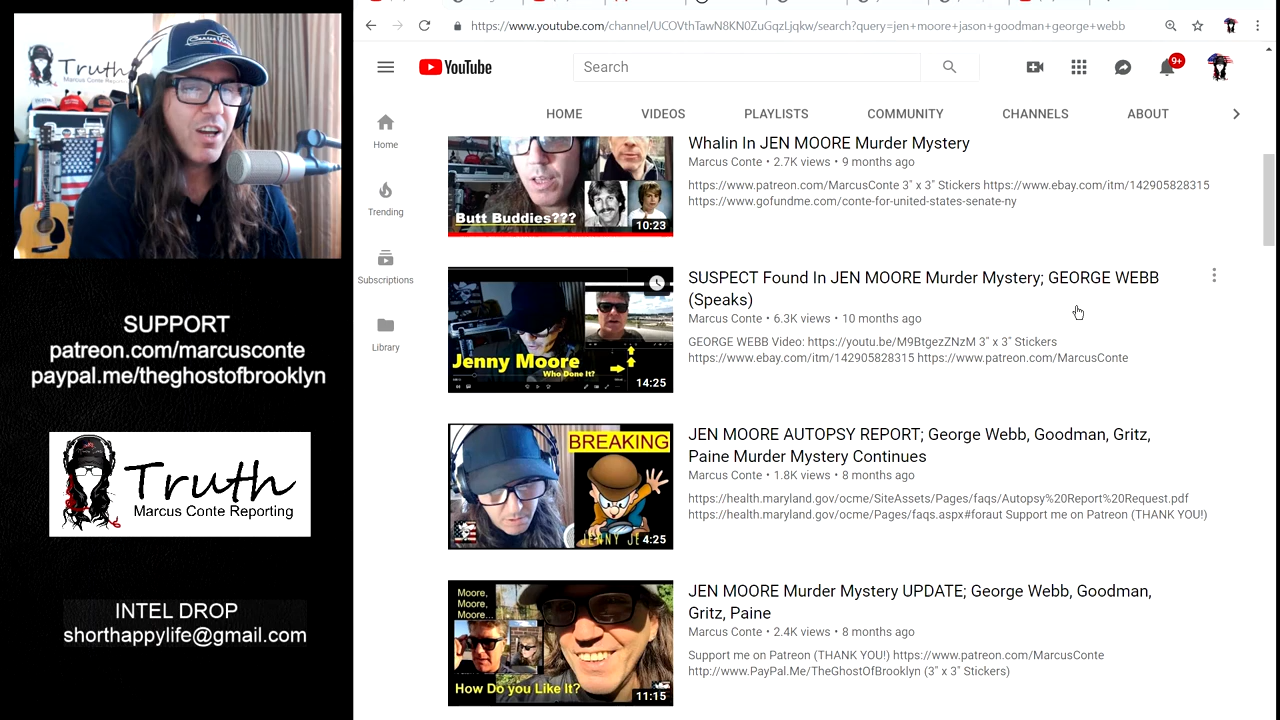 Truth
Marcus Conte Reporting
SUPPORT
patreon.com/marcusconte
paypal.me/theghostofbrooklyn
Truth
Marcus Conte Reporting
INTEL DROP
shorthappylife@gmail.com
https://www.youtube.com/channel/UCOVthTawN8KN0ZuGqzLjqkw/search?query=jen+moore+jason+goodman+george+webb
YouTube
Search
9+
HOME VIDEOS PLAYLISTS COMMUNITY CHANNELS ABOUT
Home
Trending
Subscriptions
Library
Butt Buddies???
10:23
Whalin In JEN MOORE Murder Mystery
Marcus Conte • 2.7K views • 9 months ago
https://www.patreon.com/MarcusConte 3" x 3" Stickers https://www.ebay.com/itm/142905828315
https://www.gofundme.com/conte-for-united-states-senate-ny
Jenny Moore
Who Done It?
14:25
SUSPECT Found In JEN MOORE Murder Mystery; GEORGE WEBB
(Speaks)
Marcus Conte • 6.3K views • 10 months ago
GEORGE WEBB Video: https://youtu.be/M9BtgezZNzM 3" x 3" Stickers
https://www.ebay.com/itm/142905828315 https://www.patreon.com/MarcusConte
BREAKING
4:25
JEN MOORE AUTOPSY REPORT; George Webb, Goodman, Gritz,
Paine Murder Mystery Continues
Marcus Conte • 1.8K views • 8 months ago
https://health.maryland.gov/ocme/SiteAssets/Pages/faqs/Autopsy%20Report%20Request.pdf
https://health.maryland.gov/ocme/Pages/faqs.aspx#foraut Support me on Patreon (THANK YOU!)
Moore,
Moore,
Moore...
How Do you Like It?
11:15
JEN MOORE Murder Mystery UPDATE; George Webb, Goodman,
Gritz, Paine
Marcus Conte • 2.4K views • 8 months ago
Support me on Patreon (THANK YOU!) https://www.patreon.com/MarcusConte
http://www.PayPal.Me/TheGhostOfBrooklyn (3" x 3" Stickers)